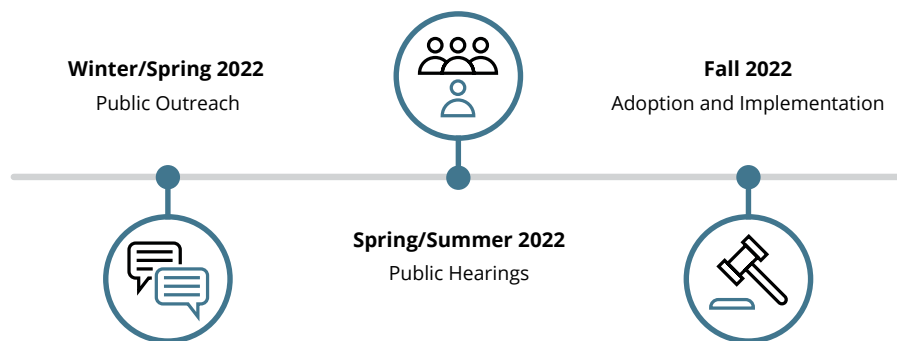 Winter/Spring 2022
Public Outreach
Spring/Summer 2022
Public Hearings
Fall 2022
Adoption and Implementation